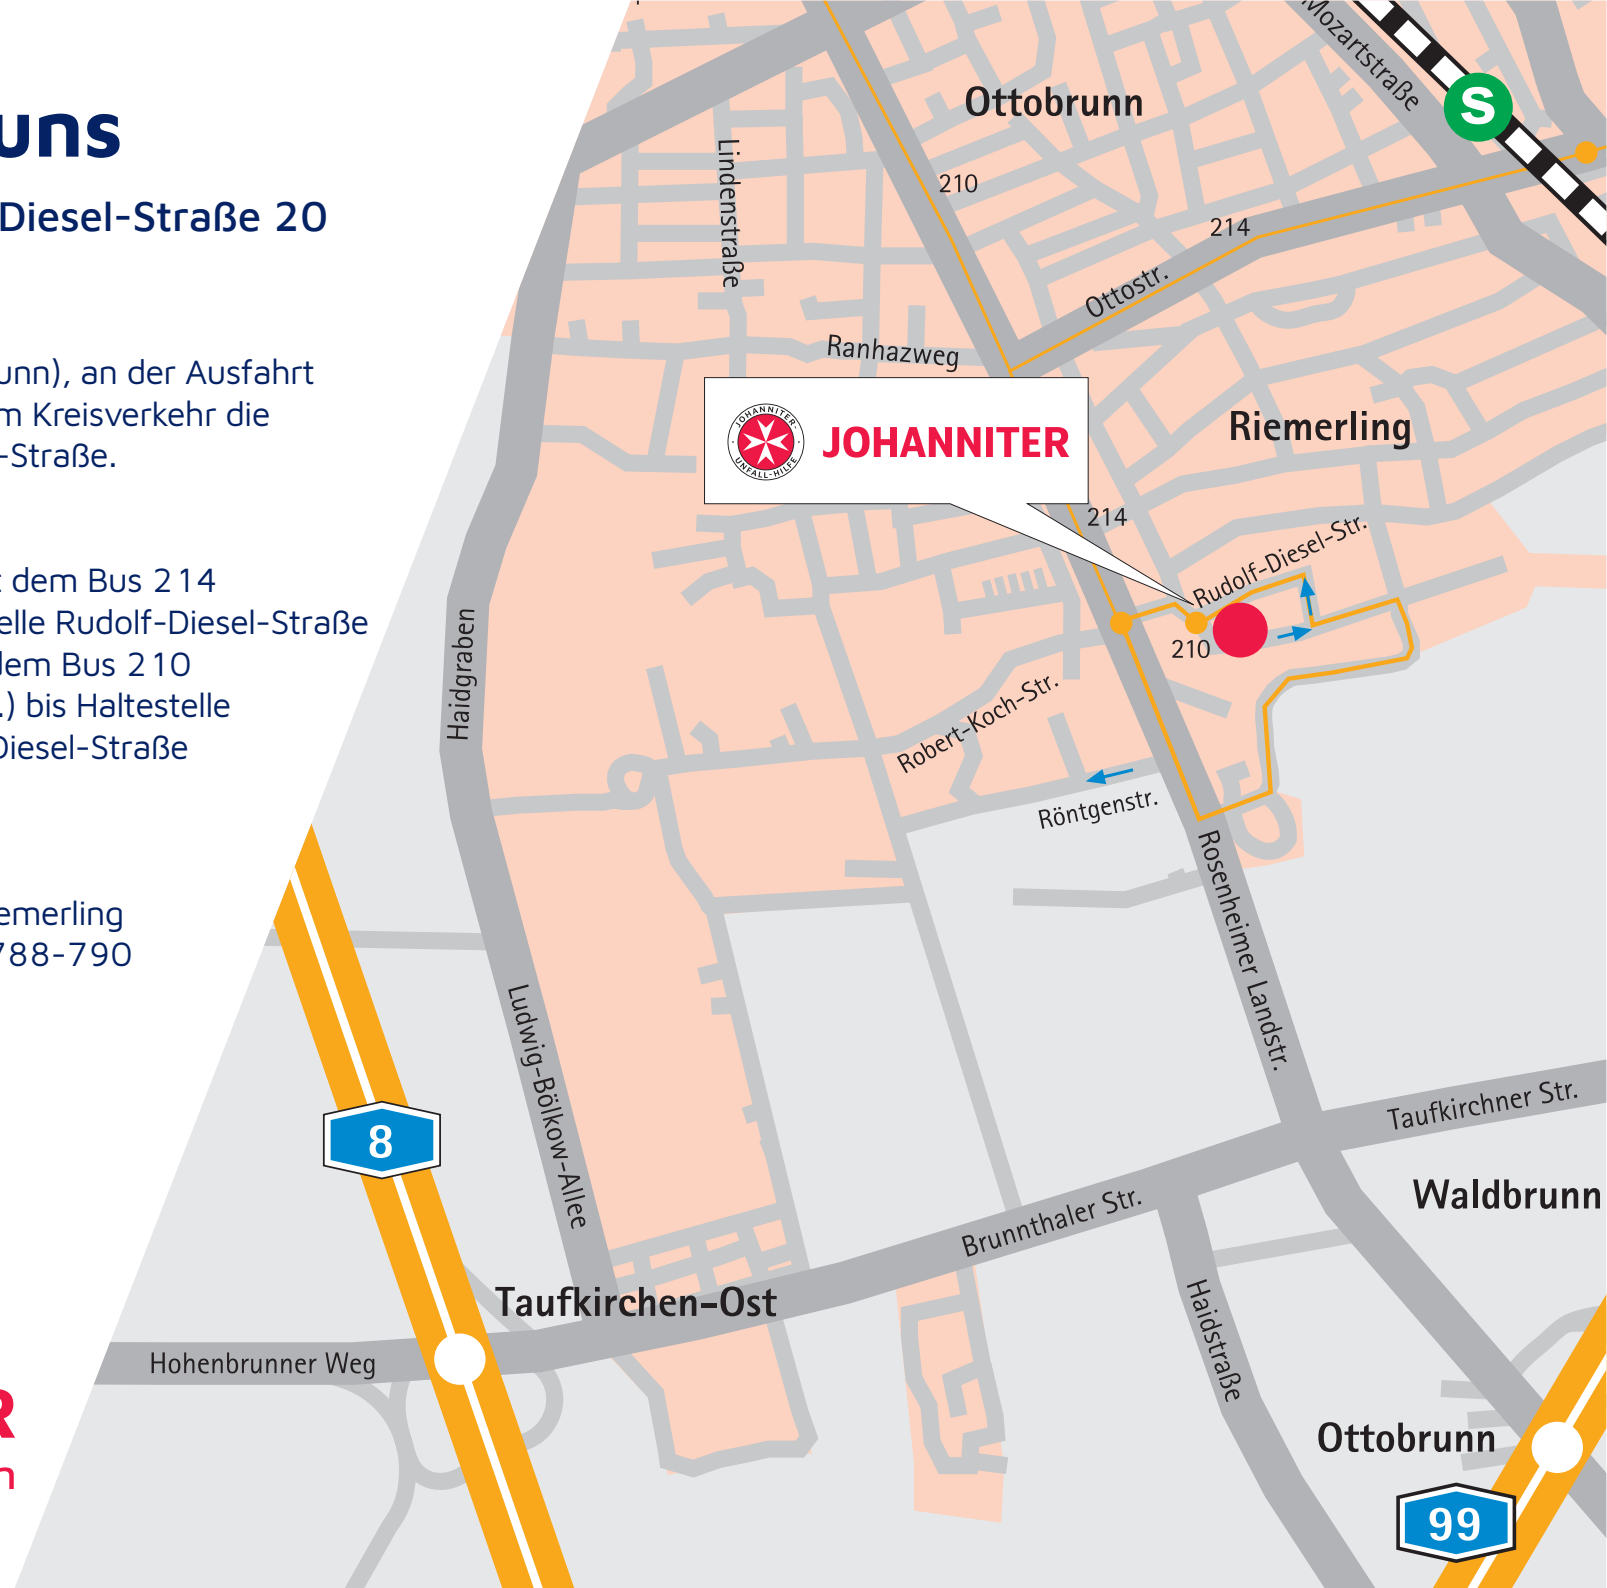 uns
Diesel-Straße 20
unn), an der Ausfahrt
m Kreisverkehr die
-Straße.
t dem Bus 214
elle Rudolf-Diesel-Straße
dem Bus 210
.) bis Haltestelle
Diesel-Straße
emerling
788-790
R
n
Mozartstraße
S
Ottobrunn
Lindenstraße
210
214
Ottostr.
Ranhazweg
JOHANNITER-
UNFALL-HILFE
JOHANNITER
Riemerling
214
Rudolf-Diesel-Str.
210
Haidgraben
Robert-Koch-Str.
Röntgenstr.
Rosenheimer Landstr.
Ludwig-Bölkow-Allee
8
Taufkirchner Str.
Waldbrunn
Brunnthaler Str.
Taufkirchen-Ost
Hohenbrunner Weg
Haidstraße
Ottobrunn
99